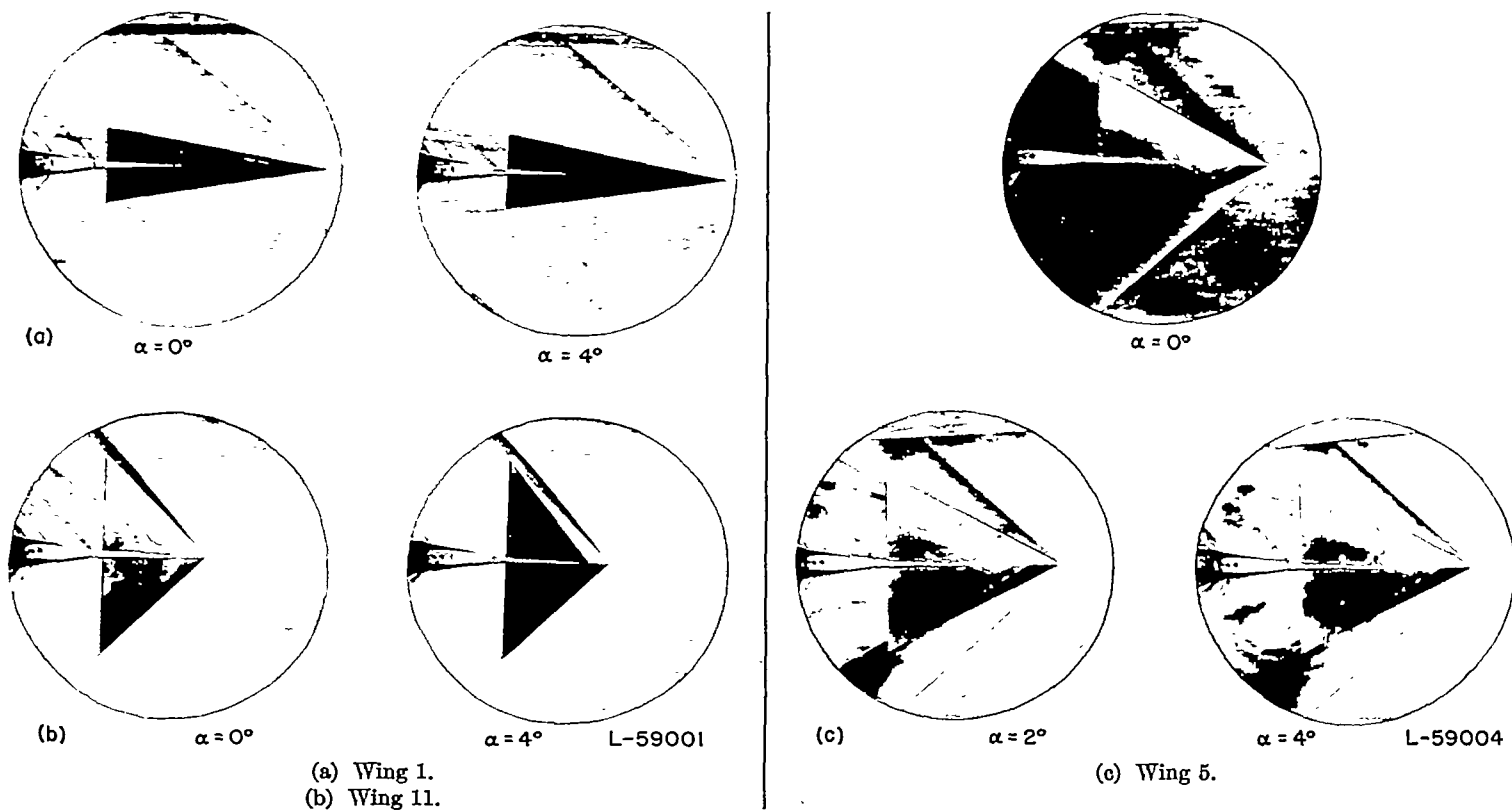 (a)
α = 0°
α = 4°
α = 0°
(b)
α = 0°
α = 4°
L-59001
(c)
α = 2°
α = 4°
L-59004
(a) Wing 1.
(b) Wing 11.
(c) Wing 5.